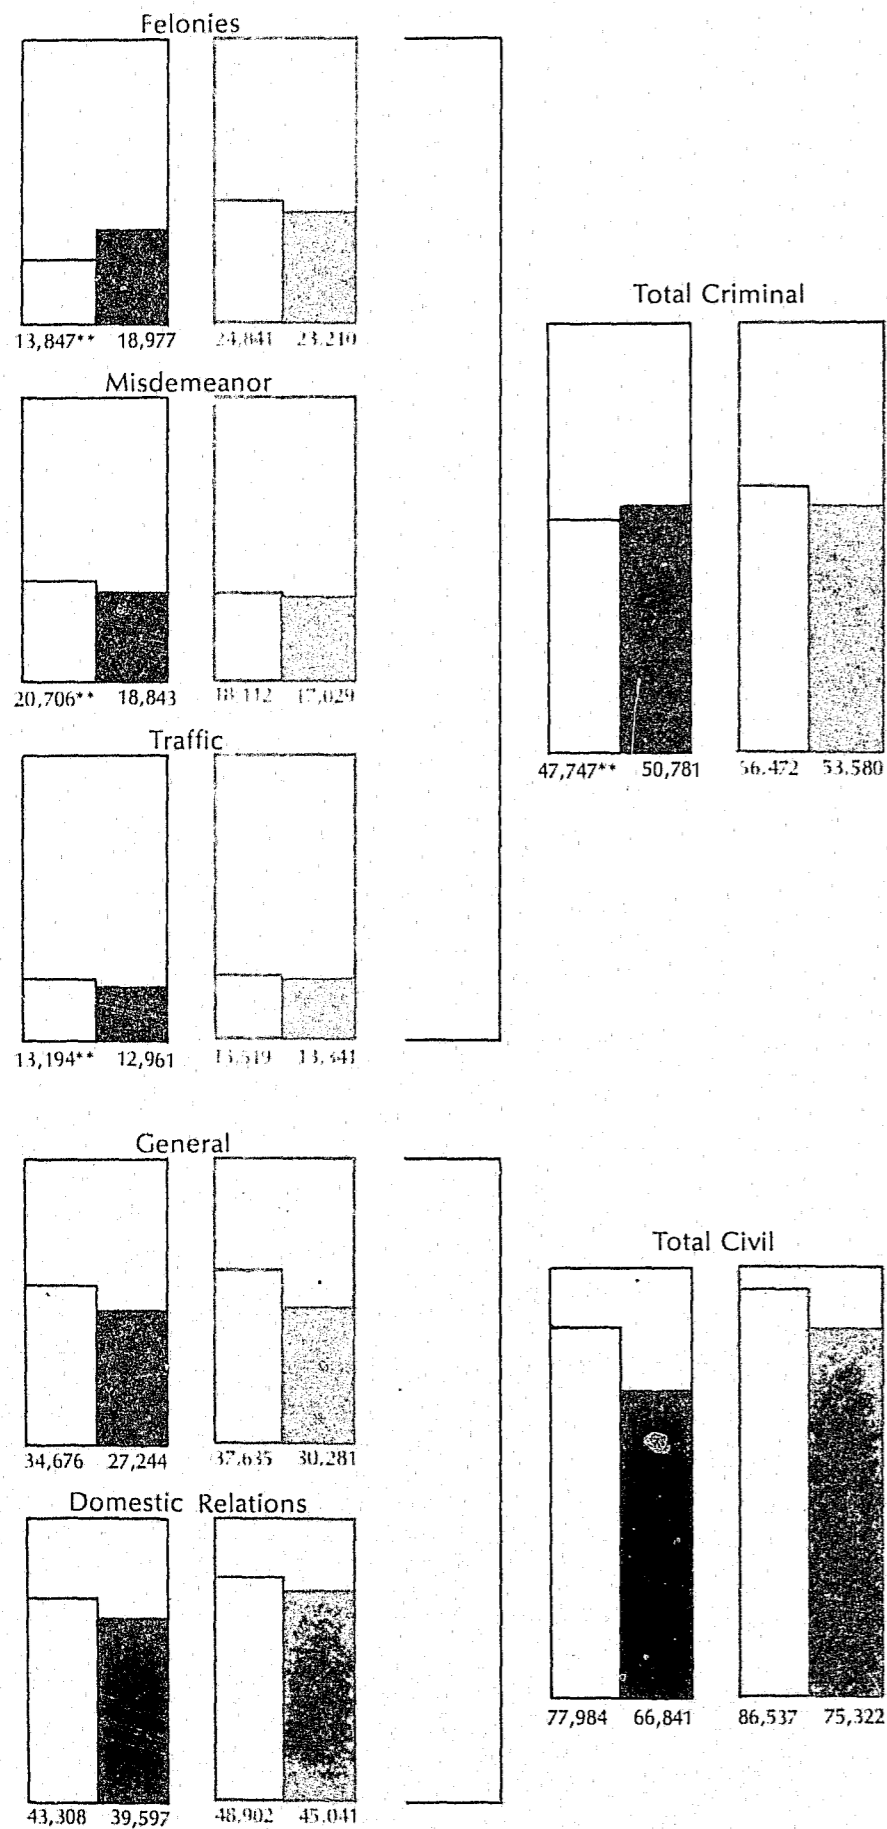 Felonies
13,847** 18,977 24,841 23,210
Misdemeanor
20,706** 18,843 18,112 17,029
Traffic
13,194** 12,961 13,519 13,341
Total Criminal
47,747** 50,781 56,472 53,580
General
34,676 27,244 37,635 30,281
Domestic Relations
43,308 39,597 48,902 45,041
Total Civil
77,984 66,841 86,537 75,322